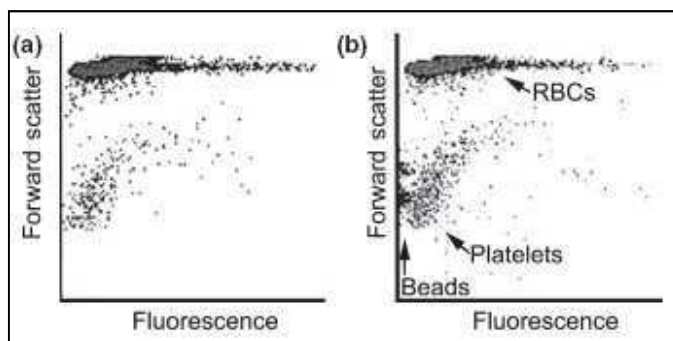 (a)
Forward scatter
Fluorescence
(b)
Forward scatter
RBCs
Platelets
Beads
Fluorescence